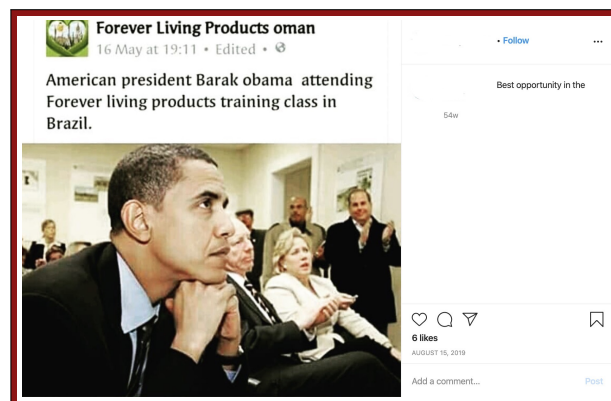 Forever Living Products oman
16 May at 19:11 • Edited •
American president Barak obama attending
Forever living products training class in
Brazil.
• Follow
•••
Best opportunity in the
54w
6 likes
AUGUST 15, 2019
Add a comment...
Post